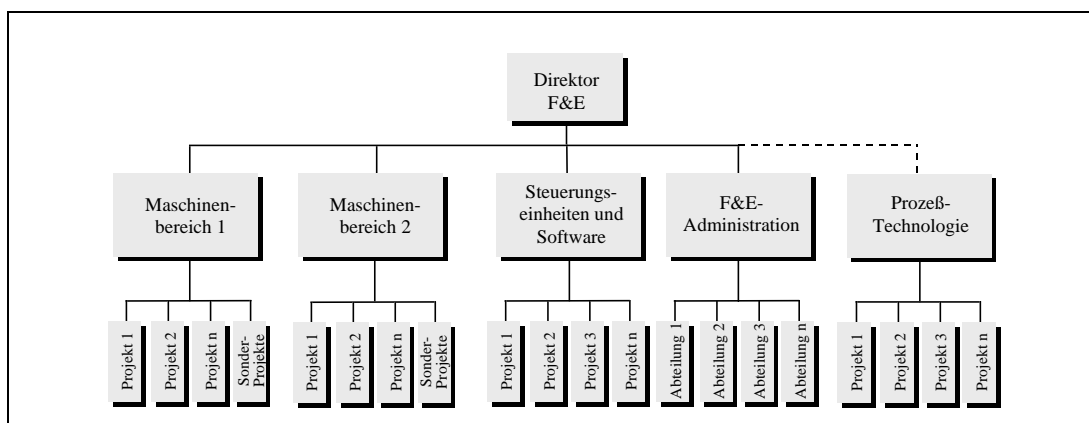 Direktor
F&E
Maschinen-
bereich 1
Maschinen-
bereich 2
Steuerungs-
einheiten und
Software
F&E-
Administration
Prozeß-
Technologie
Projekt 1
Projekt 2
Projekt n
Sonder-
Projekte
Projekt 1
Projekt 2
Projekt n
Sonder-
Projekte
Projekt 1
Projekt 2
Projekt 3
Projekt n
Abteilung 1
Abteilung 2
Abteilung 3
Abteilung n
Projekt 1
Projekt 2
Projekt 3
Projekt n